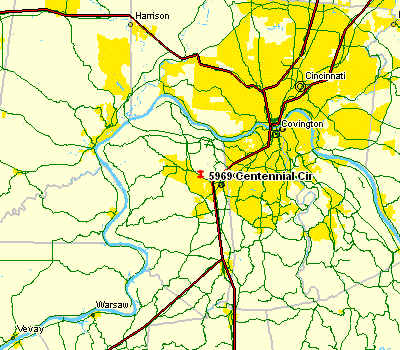 Harrison
Cincinnati
Covington
5969 Centennial Cir
Warsaw
Vevay